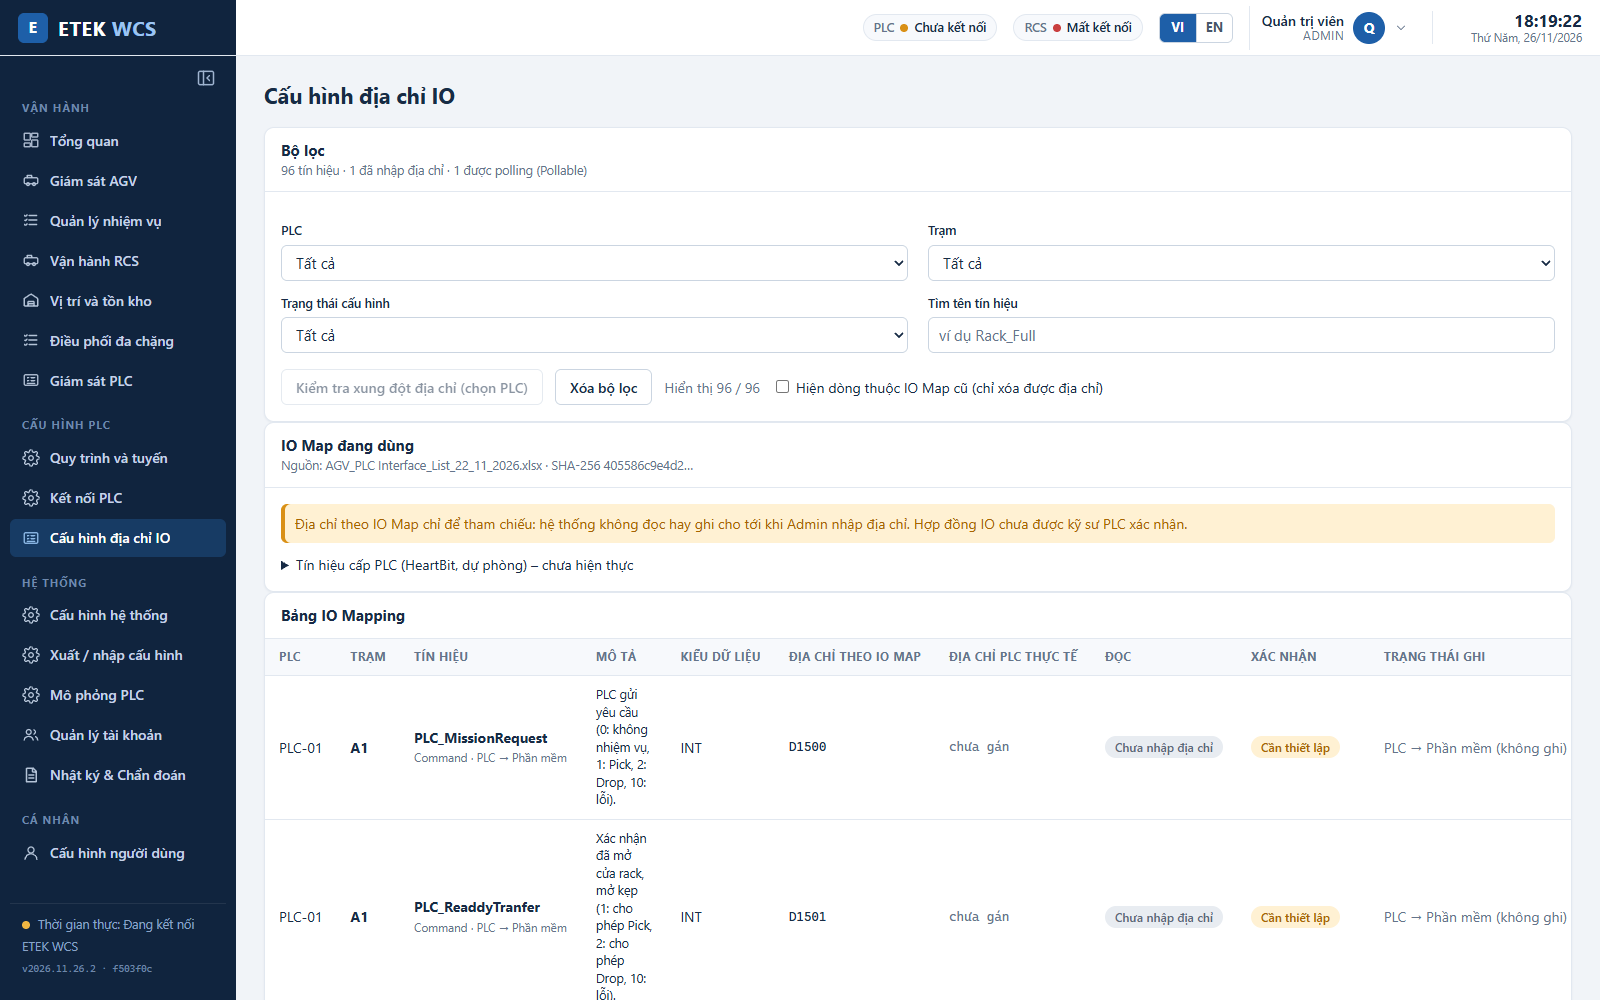 E ETEK WCS
PLC Chưa kết nối
RCS Mất kết nối
VI EN
Quản trị viên
ADMIN
Q
18:19:22
Thứ Năm, 26/11/2026
VẬN HÀNH
Tổng quan
Giám sát AGV
Quản lý nhiệm vụ
Vận hành RCS
Vị trí và tồn kho
Điều phối đa chặng
Giám sát PLC
CẤU HÌNH PLC
Quy trình và tuyến
Kết nối PLC
Cấu hình địa chỉ IO
HỆ THỐNG
Cấu hình hệ thống
Xuất / nhập cấu hình
Mô phỏng PLC
Quản lý tài khoản
Nhật ký & Chẩn đoán
CÁ NHÂN
Cấu hình người dùng
Thời gian thực: Đang kết nối
ETEK WCS
v2026.11.26.2 · f503f0c
Cấu hình địa chỉ IO
Bộ lọc
96 tín hiệu · 1 đã nhập địa chỉ · 1 được polling (Pollable)
PLC
Tất cả
Trạm
Tất cả
Trạng thái cấu hình
Tất cả
Tìm tên tín hiệu
ví dụ Rack_Full
Kiểm tra xung đột địa chỉ (chọn PLC)
Xóa bộ lọc
Hiển thị 96 / 96
Hiện dòng thuộc IO Map cũ (chỉ xóa được địa chỉ)
IO Map đang dùng
Nguồn: AGV_PLC Interface_List_22_11_2026.xlsx · SHA-256 405586c9e4d2...
Địa chỉ theo IO Map chỉ để tham chiếu: hệ thống không đọc hay ghi cho tới khi Admin nhập địa chỉ. Hợp đồng IO chưa được kỹ sư PLC xác nhận.
Tín hiệu cấp PLC (HeartBit, dự phòng) – chưa hiện thực
Bảng IO Mapping
PLC TRẠM TÍN HIỆU MÔ TẢ KIỂU DỮ LIỆU ĐỊA CHỈ THEO IO MAP ĐỊA CHỈ PLC THỰC TẾ ĐỌC XÁC NHẬN TRẠNG THÁI GHI
PLC-01
A1
PLC_MissionRequest
Command · PLC → Phần mềm
PLC gửi
yêu cầu
(0: không
nhiệm vụ,
1: Pick, 2:
Drop, 10:
lỗi).
INT
D1500
chưa gán
Chưa nhập địa chỉ
Cần thiết lập
PLC → Phần mềm (không ghi)
PLC-01
A1
PLC_ReaddyTranfer
Command · PLC → Phần mềm
Xác nhận
đã mở
cửa rack,
mở kẹp
(1: cho
phép Pick,
2: cho
phép
Drop, 10:
lỗi).
INT
D1501
chưa gán
Chưa nhập địa chỉ
Cần thiết lập
PLC → Phần mềm (không ghi)